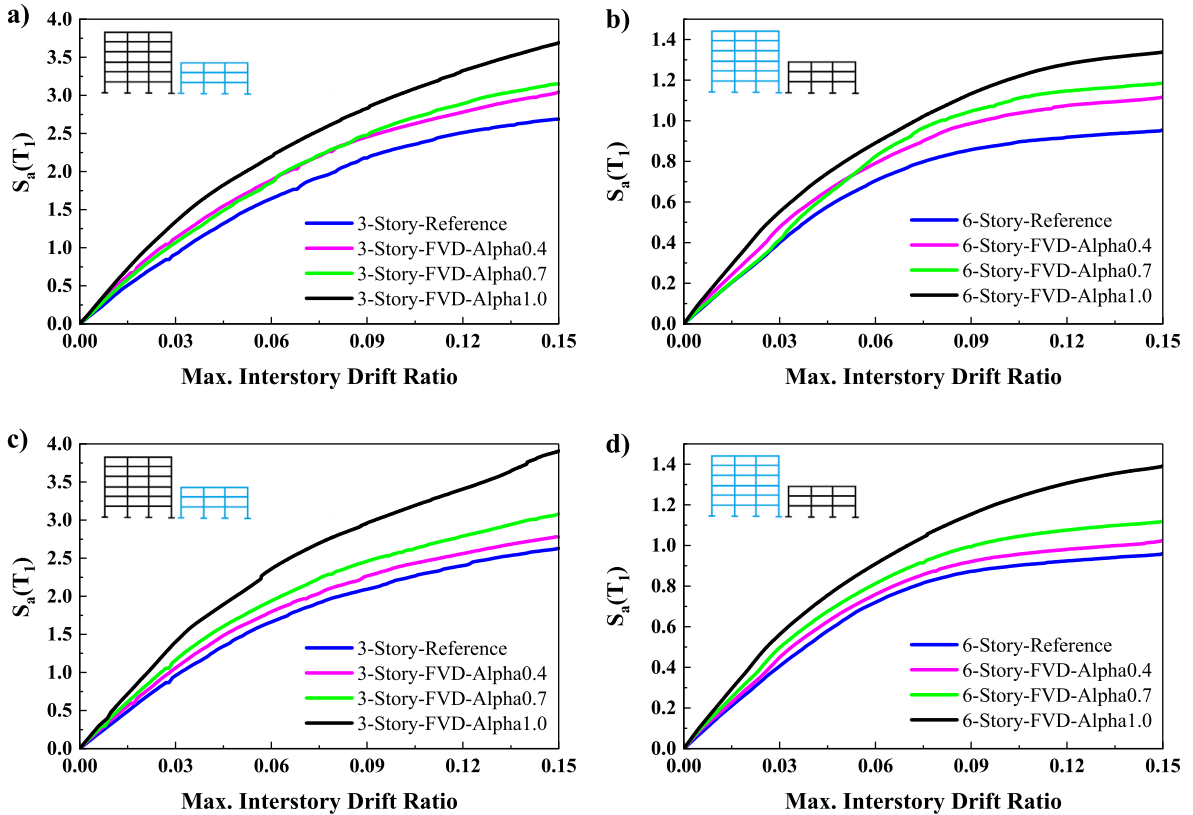 a)
4.0
3.5
3.0
2.5
2.0
1.5
1.0
0.5
0.0
Sa(T1)
3-Story-Reference
3-Story-FVD-Alpha0.4
3-Story-FVD-Alpha0.7
3-Story-FVD-Alpha1.0
0.00 0.03 0.06 0.09 0.12 0.15
Max. Interstory Drift Ratio
b)
1.4
1.2
1.0
0.8
0.6
0.4
0.2
0.0
Sa(T1)
6-Story-Reference
6-Story-FVD-Alpha0.4
6-Story-FVD-Alpha0.7
6-Story-FVD-Alpha1.0
0.00 0.03 0.06 0.09 0.12 0.15
Max. Interstory Drift Ratio
c)
4.0
3.5
3.0
2.5
2.0
1.5
1.0
0.5
0.0
Sa(T1)
3-Story-Reference
3-Story-FVD-Alpha0.4
3-Story-FVD-Alpha0.7
3-Story-FVD-Alpha1.0
0.00 0.03 0.06 0.09 0.12 0.15
Max. Interstory Drift Ratio
d)
1.4
1.2
1.0
0.8
0.6
0.4
0.2
0.0
Sa(T1)
6-Story-Reference
6-Story-FVD-Alpha0.4
6-Story-FVD-Alpha0.7
6-Story-FVD-Alpha1.0
0.00 0.03 0.06 0.09 0.12 0.15
Max. Interstory Drift Ratio